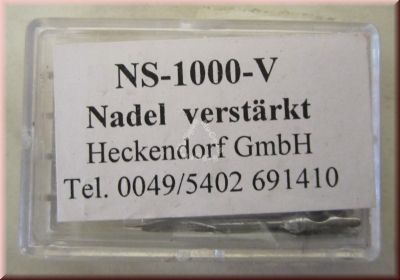 NS-1000-V
Nadel verstärkt
Heckendorf GmbH
Tel. 0049/5402 691410